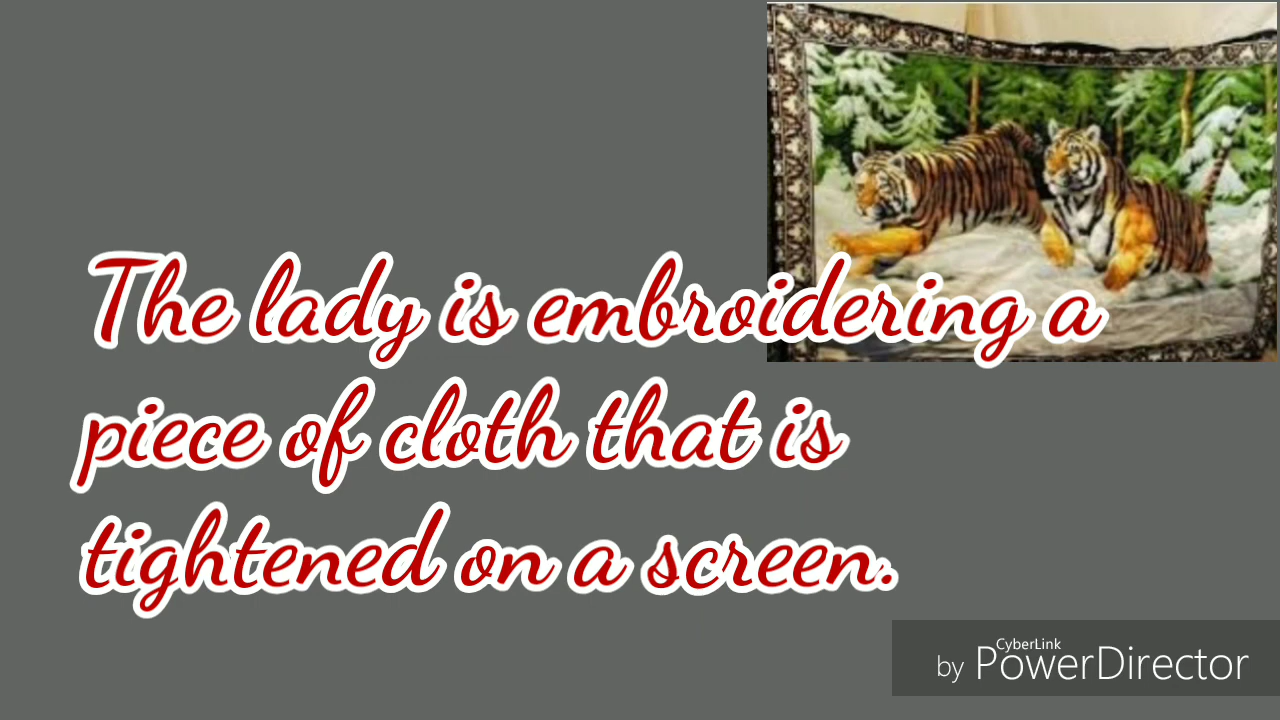 The lady is embroidering a
piece of cloth that is
tightened on a screen.
CyberLink
by PowerDirector